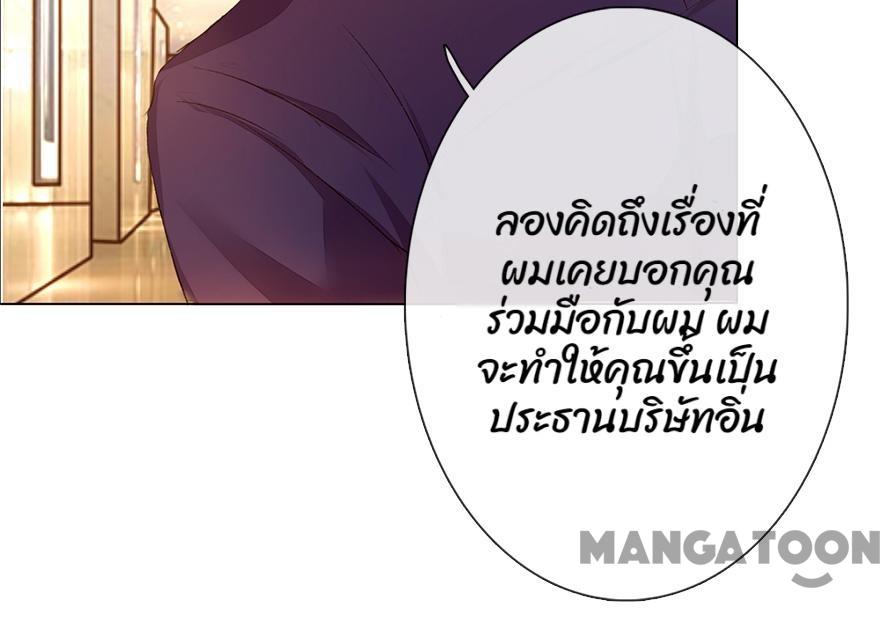 ลองคิดถึงเรื่องที่
ผมเคยบอกคุณ
ร่วมมือกับผม ผม
จะทำให้คุณขึ้นเป็น
ประธานบริษัทอิ่น
MANGATOON